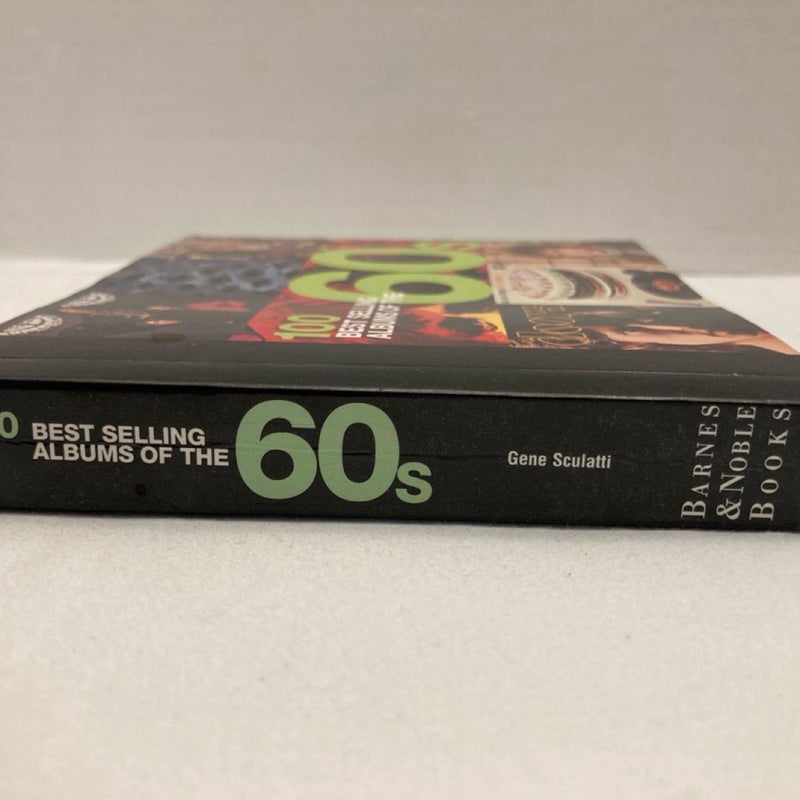 60s
100
BEST SELLING
ALBUMS OF THE
0
BEST SELLING
ALBUMS OF THE
60s
Gene Sculatti
BARNES
& NOBLE
BOOKS